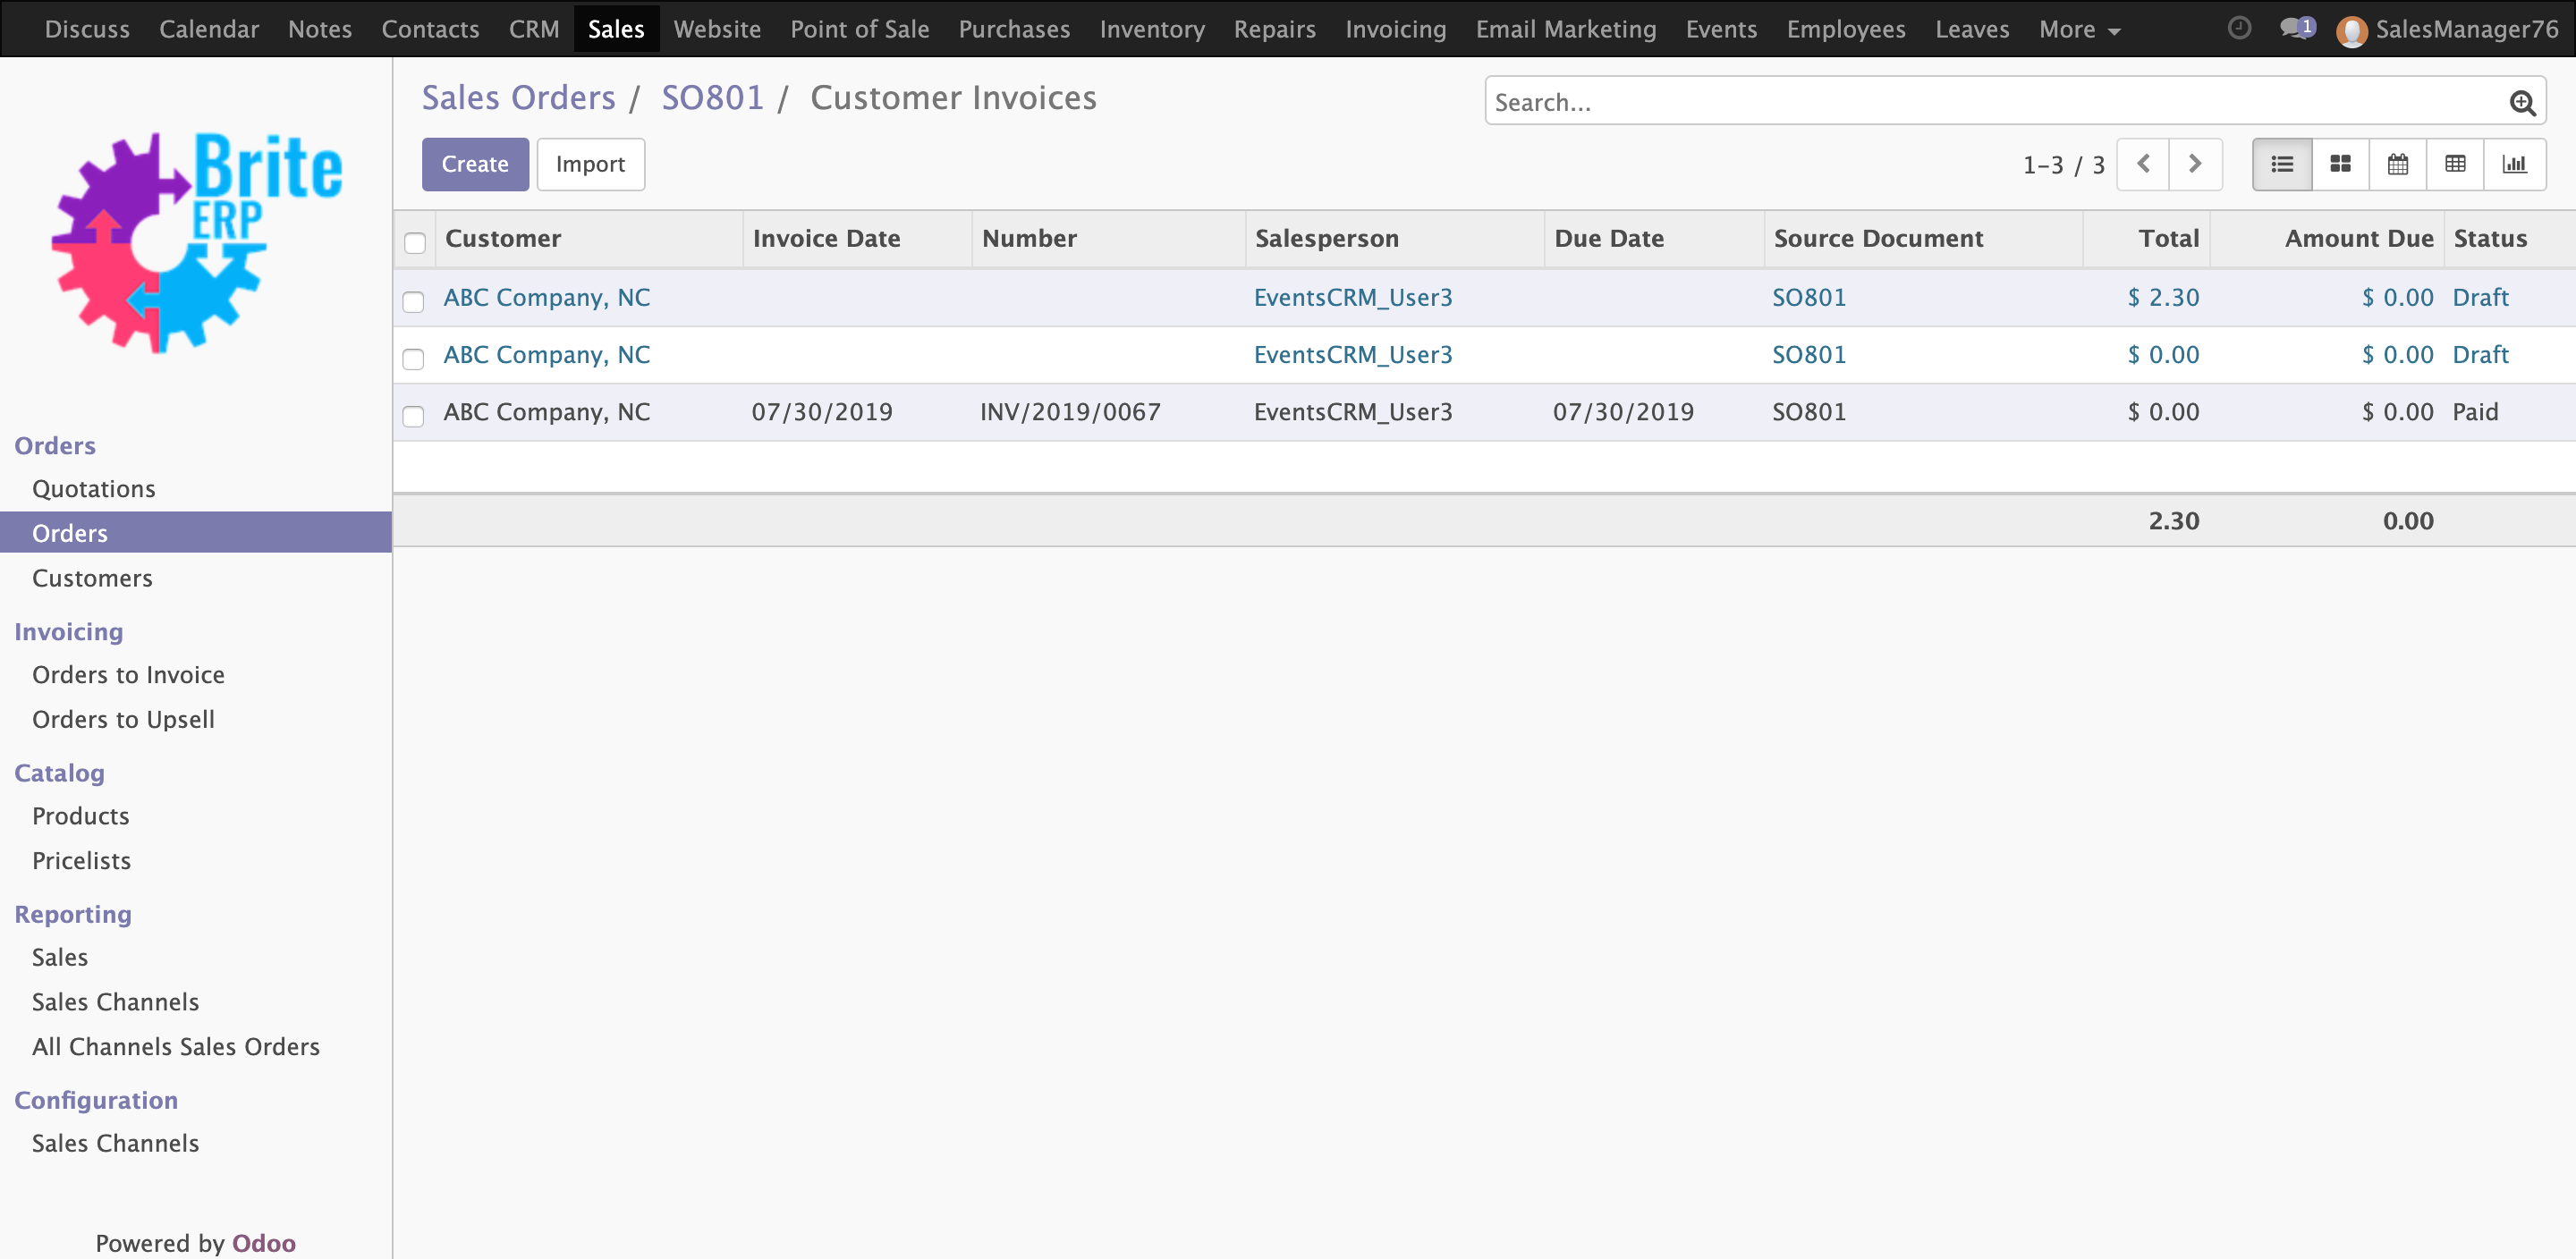 Discuss Calendar Notes Contacts CRM Sales Website Point of Sale Purchases Inventory Repairs Invoicing Email Marketing Events Employees Leaves More 1 SalesManager76
Brite
ERP
Orders
Quotations
Orders
Customers
Invoicing
Orders to Invoice
Orders to Upsell
Catalog
Products
Pricelists
Reporting
Sales
Sales Channels
All Channels Sales Orders
Configuration
Sales Channels
Powered by Odoo
Sales Orders / SO801 / Customer Invoices
Search...
Create Import
1-3 / 3
Customer Invoice Date Number Salesperson Due Date Source Document Total Amount Due Status
ABC Company, NC EventsCRM_User3 SO801 $ 2.30 $ 0.00 Draft
ABC Company, NC EventsCRM_User3 SO801 $ 0.00 $ 0.00 Draft
ABC Company, NC 07/30/2019 INV/2019/0067 EventsCRM_User3 07/30/2019 SO801 $ 0.00 $ 0.00 Paid
2.30 0.00